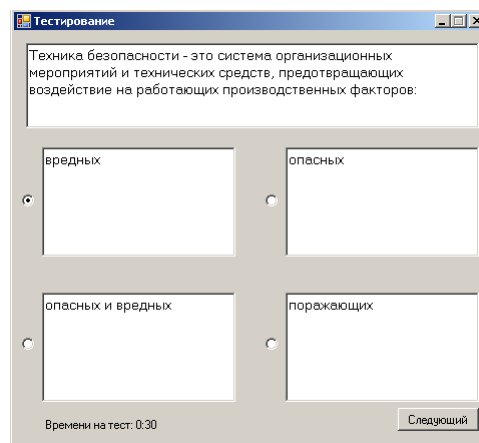 Тестирование
Техника безопасности - это система организационных
мероприятий и технических средств, предотвращающих
воздействие на работающих производственных факторов:
вредных
опасных
опасных и вредных
поражающих
Времени на тест: 0:30
Следующий